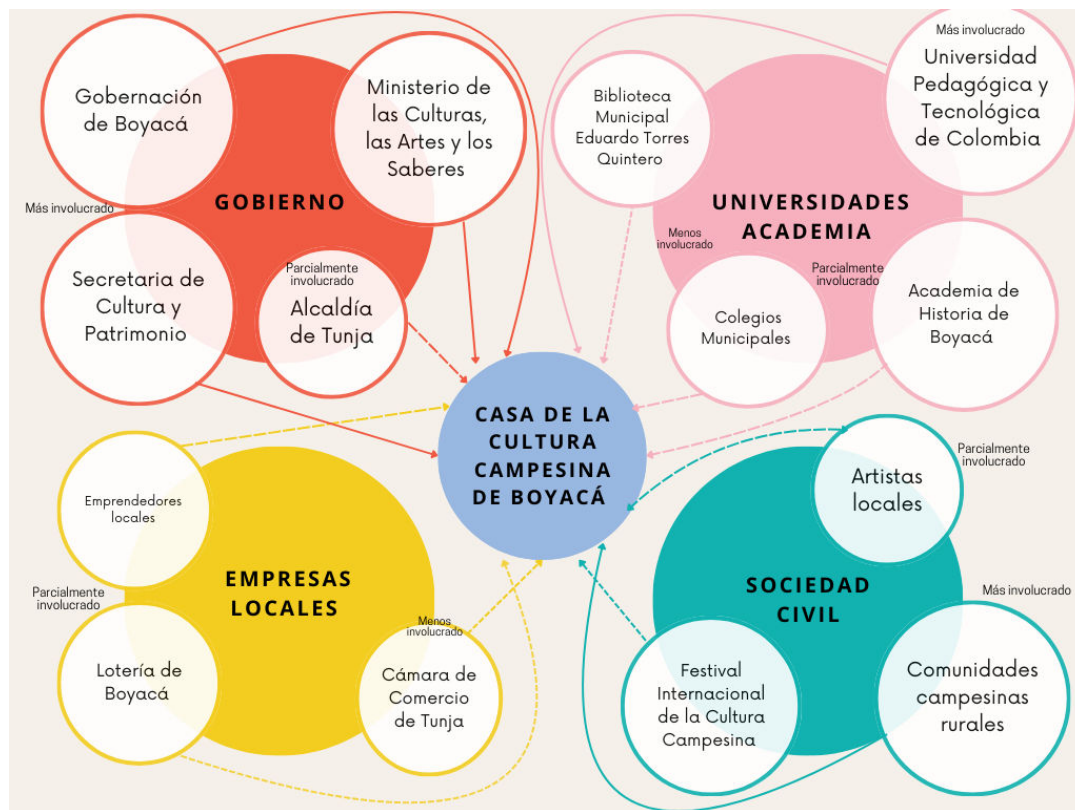 Gobernación
de Boyacá
Ministerio de
las Culturas,
las Artes y los
Saberes
GOBIERNO
Más involucrado
Secretaria de
Cultura y
Patrimonio
Parcialmente
involucrado
Alcaldía
de Tunja
Biblioteca
Municipal
Eduardo Torres
Quintero
Más involucrado
Universidad
Pedagógica y
Tecnológica
de Colombia
UNIVERSIDADES
ACADEMIA
Menos
involucrado
Colegios
Municipales
Parcialmente
involucrado
Academia de
Historia de
Boyacá
CASA DE LA
CULTURA
CAMPESINA
DE BOYACÁ
Emprendedores
locales
EMPRESAS
LOCALES
Parcialmente
involucrado
Lotería de
Boyacá
Menos
involucrado
Cámara de
Comercio
de Tunja
Artistas
locales
Parcialmente
involucrado
SOCIEDAD
CIVIL
Más involucrado
Festival
Internacional
de la Cultura
Campesina
Comunidades
campesinas
rurales